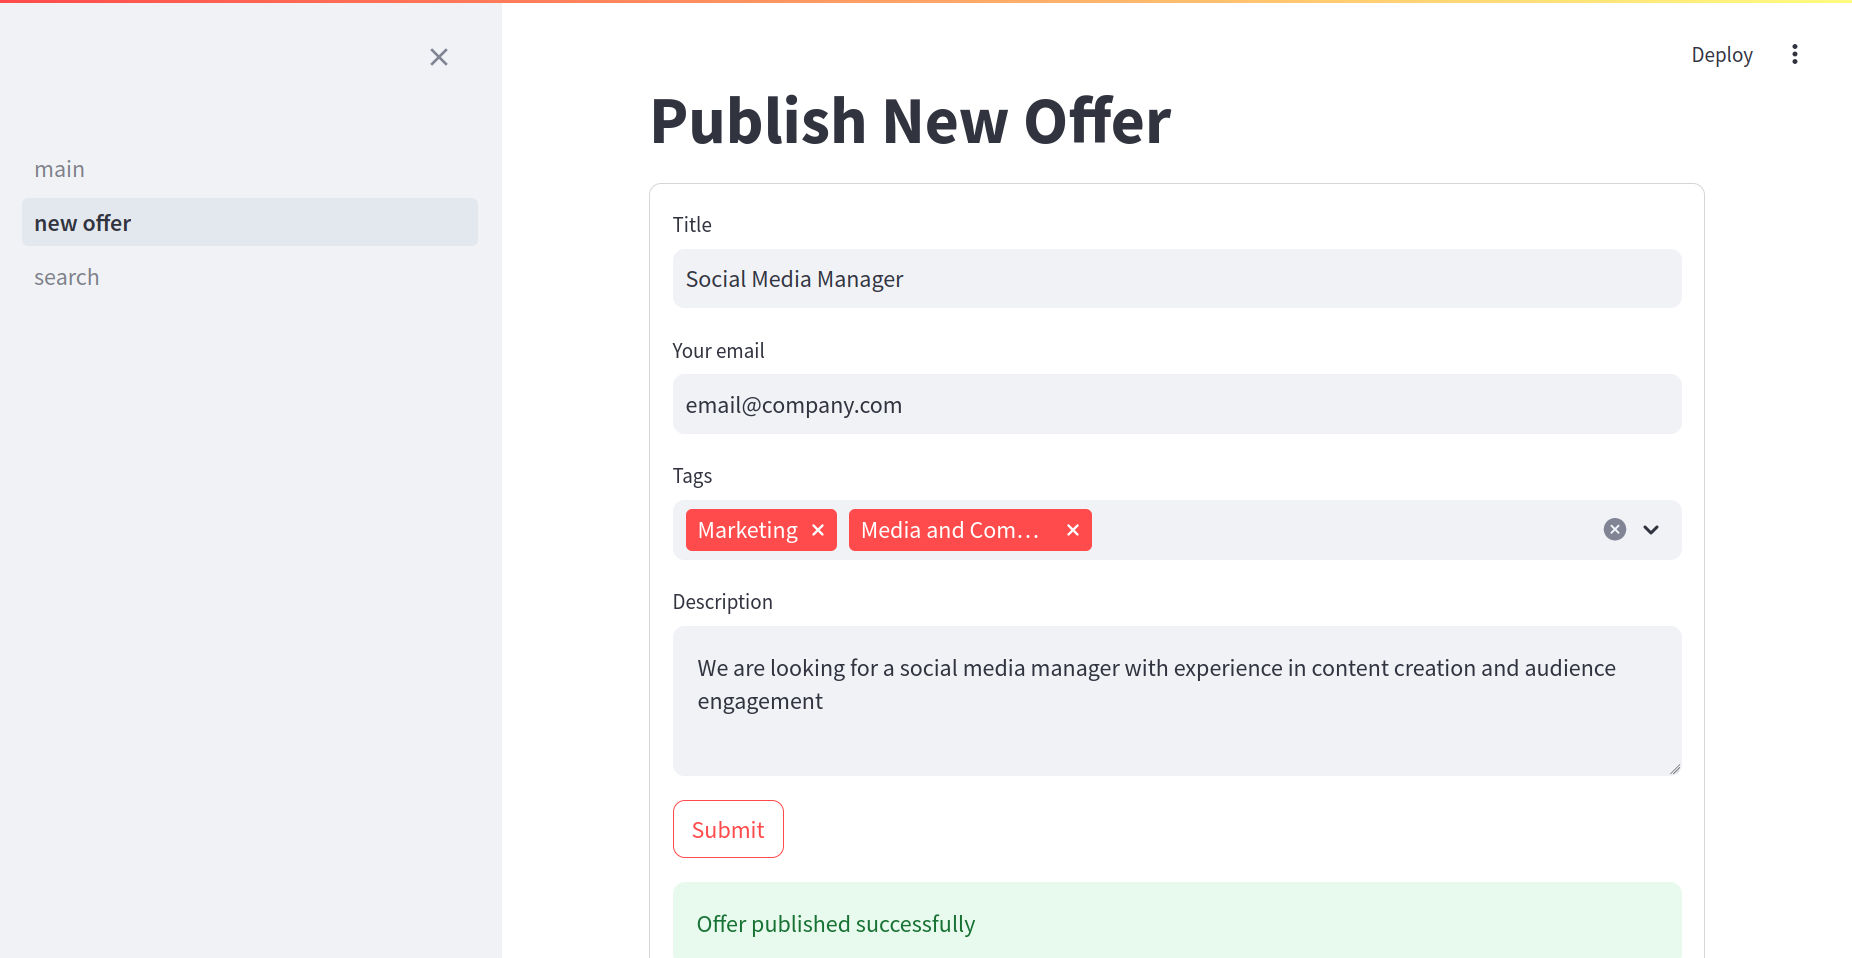 Deploy
main
new offer
search
Publish New Offer
Title
Social Media Manager
Your email
email@company.com
Tags
Marketing
Media and Com...
Description
We are looking for a social media manager with experience in content creation and audience
engagement
Submit
Offer published successfully